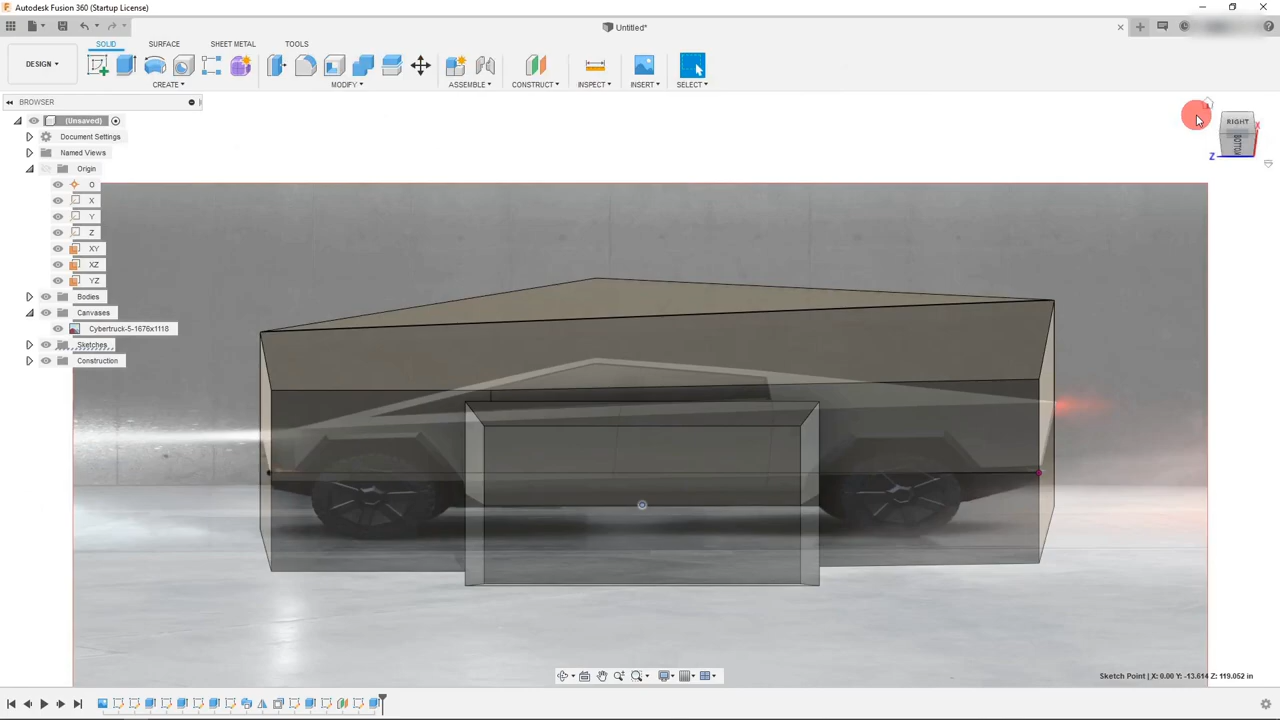 Autodesk Fusion 360 (Startup License)
Untitled*
SOLID SURFACE SHEET METAL TOOLS
DESIGN
CREATE MODIFY ASSEMBLE CONSTRUCT INSPECT INSERT SELECT
BROWSER
(Unsaved)
Document Settings
Named Views
Origin
O
X
Y
Z
XY
XZ
YZ
Bodies
Canvases
Cybertruck-5-1676x1118
Sketches
Construction
RIGHT
BOTTOM
X
Z
Sketch Point | X: 0.00 Y: -13.614 Z: 119.052 in